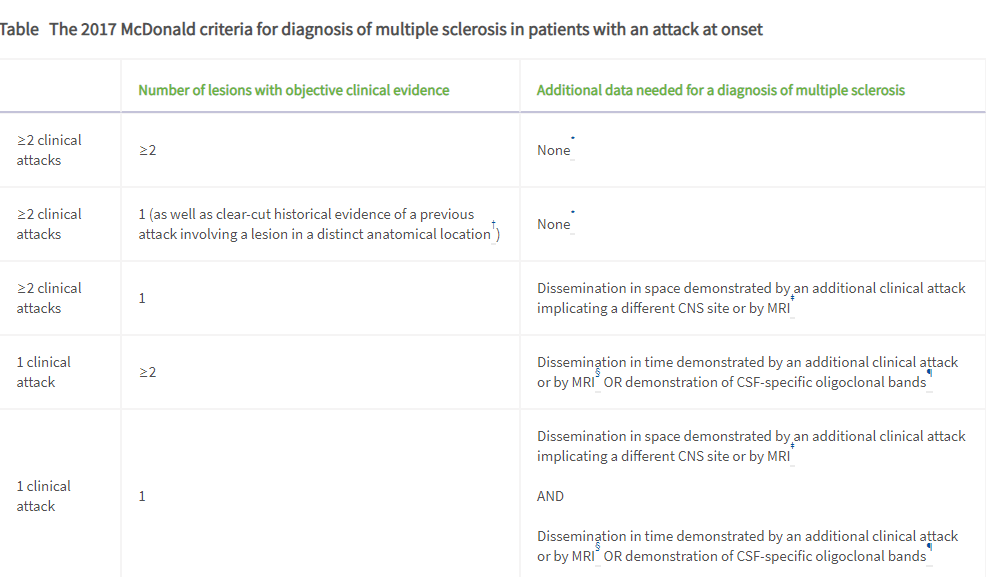 Table The 2017 McDonald criteria for diagnosis of multiple sclerosis in patients with an attack at onset
Number of lesions with objective clinical evidence
Additional data needed for a diagnosis of multiple sclerosis
≥2 clinical
attacks
≥2
None*
≥2 clinical
attacks
1 (as well as clear-cut historical evidence of a previous
attack involving a lesion in a distinct anatomical location†)
None*
≥2 clinical
attacks
1
Dissemination in space demonstrated by an additional clinical attack
implicating a different CNS site or by MRI‡
1 clinical
attack
≥2
Dissemination in time demonstrated by an additional clinical attack
or by MRI§ OR demonstration of CSF-specific oligoclonal bands¶
1 clinical
attack
1
Dissemination in space demonstrated by an additional clinical attack
implicating a different CNS site or by MRI‡
AND
Dissemination in time demonstrated by an additional clinical attack
or by MRI§ OR demonstration of CSF-specific oligoclonal bands¶